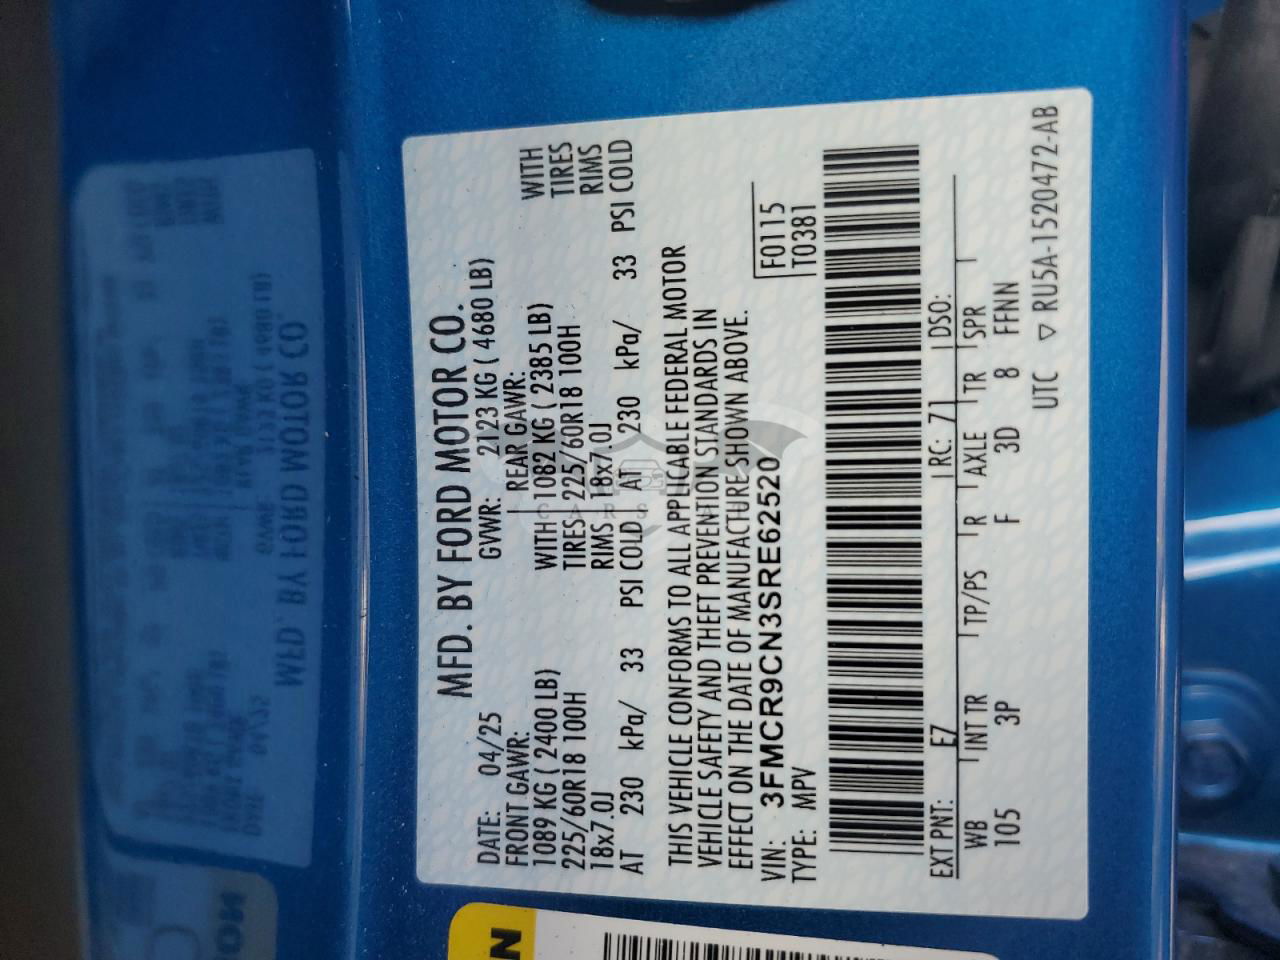 MFD. BY FORD MOTOR CO.
DATE: 04/25 GVWR: 2123 KG ( 4680 LB)
FRONT GAWR: REAR GAWR:
1089 KG ( 2400 LB) WITH 1082 KG ( 2385 LB) WITH
225/60R18 100H TIRES 225/60R18 100H TIRES
18x7.0J RIMS 18x7.0J RIMS
AT 230 kPa/ 33 PSI COLD AT 230 kPa/ 33 PSI COLD
THIS VEHICLE CONFORMS TO ALL APPLICABLE FEDERAL MOTOR
VEHICLE SAFETY AND THEFT PREVENTION STANDARDS IN
EFFECT ON THE DATE OF MANUFACTURE SHOWN ABOVE.
VIN: 3FMCR9CN3SRE62520 F0115
TYPE: MPV T0381
EXT PNT: EZ RC: 71 DSO:
WB INT TR TP/PS R AXLE TR SPR
105 3P F 3D 8 FFNN
UTC ▽ RU5A-1520472-AB